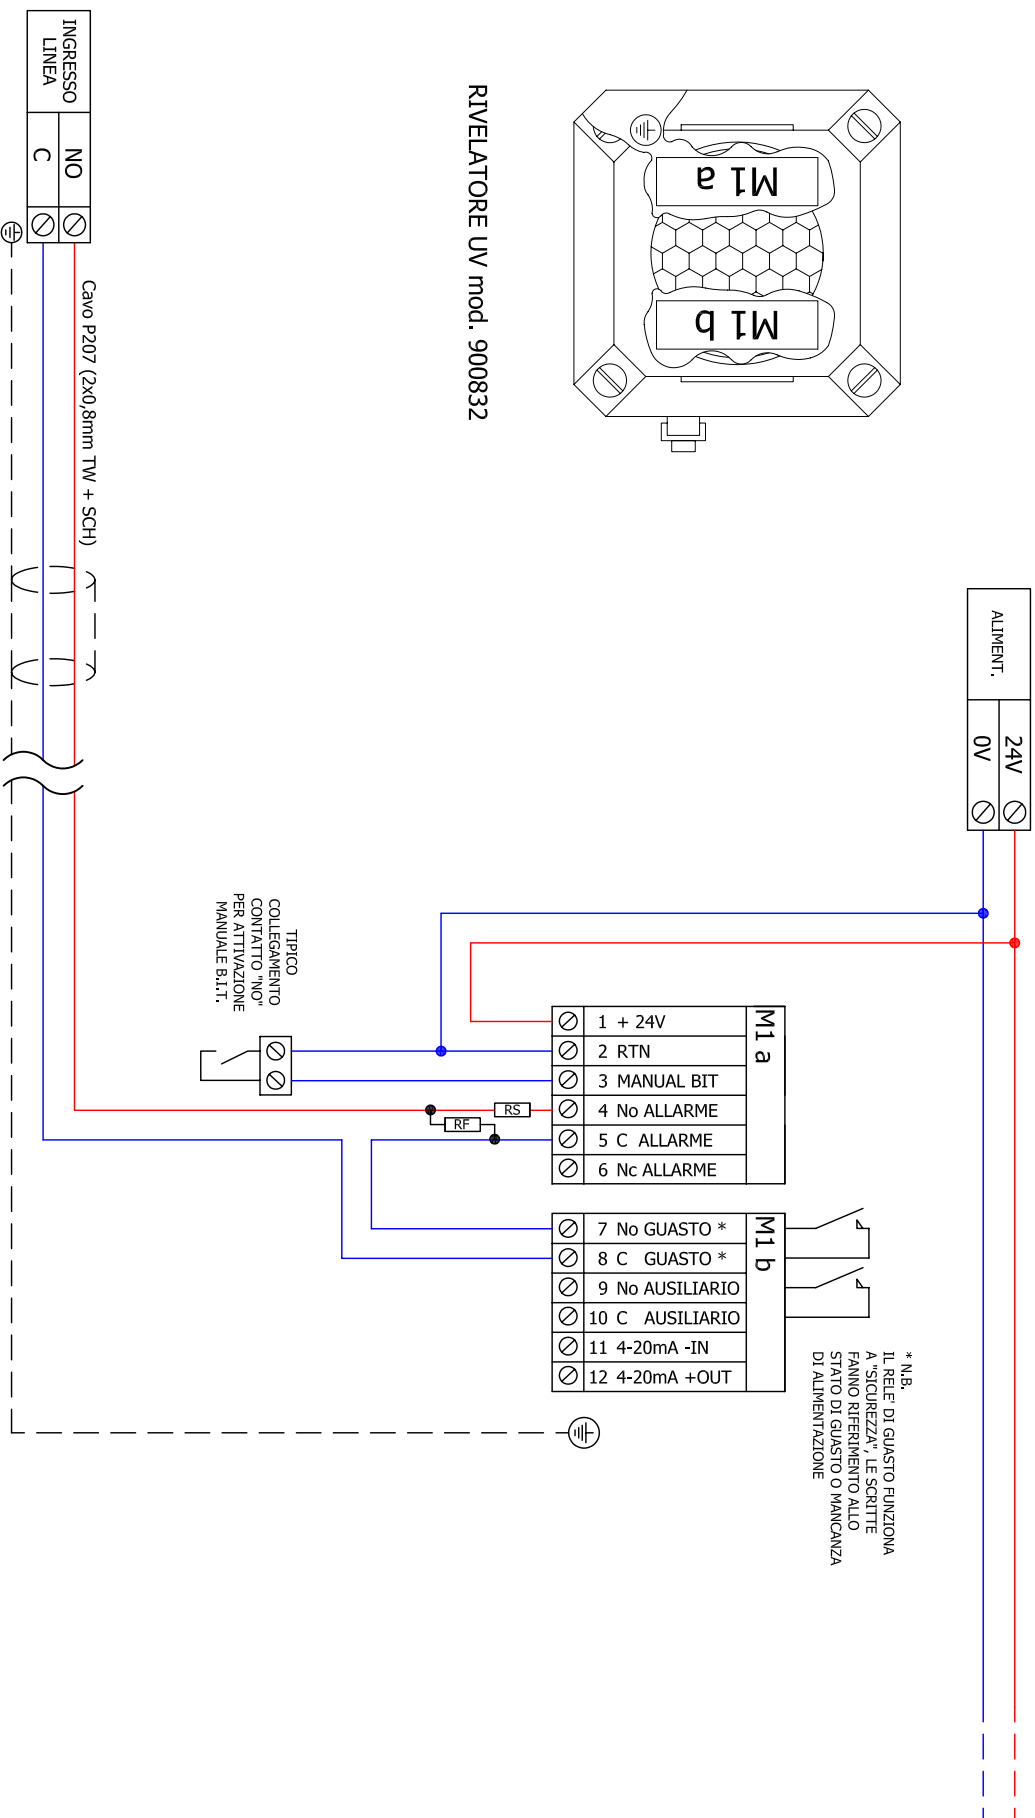 INGRESSO
LINEA
NO
C
Cavo P207 (2x0,8mm TW + SCH)
RIVELATORE UV mod. 900832
M1 a
M1 b
ALIMENT.
24V
0V
TIPICO
COLLEGAMENTO
CONTATTO "NO"
PER ATTIVAZIONE
MANUALE B.I.T.
M1 a
1 + 24V
2 RTN
3 MANUAL BIT
4 No ALLARME
5 C ALLARME
6 Nc ALLARME
RS
RF
M1 b
7 No GUASTO *
8 C GUASTO *
9 No AUSILIARIO
10 C AUSILIARIO
11 4-20mA -IN
12 4-20mA +OUT
* N.B.
IL RELE' DI GUASTO FUNZIONA
A "SICUREZZA", LE SCRITTE
FANNO RIFERIMENTO ALLO
STATO DI GUASTO O MANCANZA
DI ALIMENTAZIONE